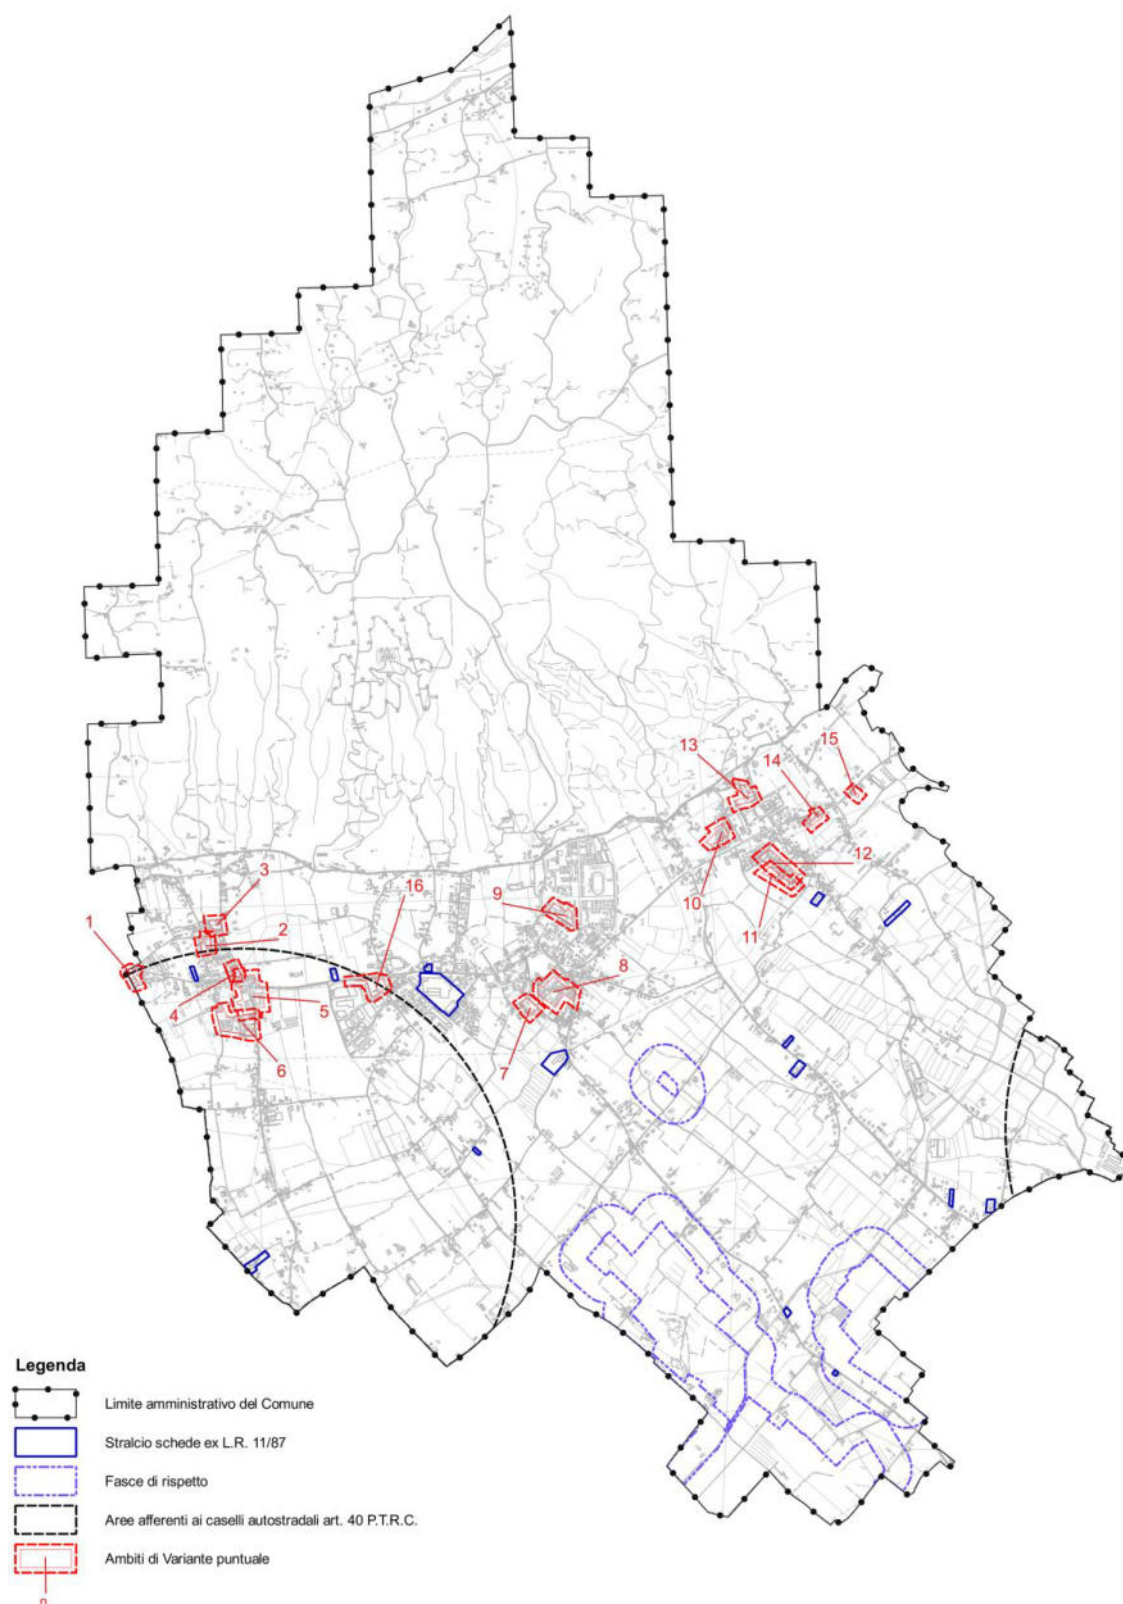 13
15
14
12
10
11
9
16
3
2
1
8
4
5
6
7
Legenda
Limite amministrativo del Comune
Stralcio schede ex L.R. 11/87
Fasce di rispetto
Aree afferenti ai caselli autostradali art. 40 P.T.R.C.
Ambiti di Variante puntuale
n